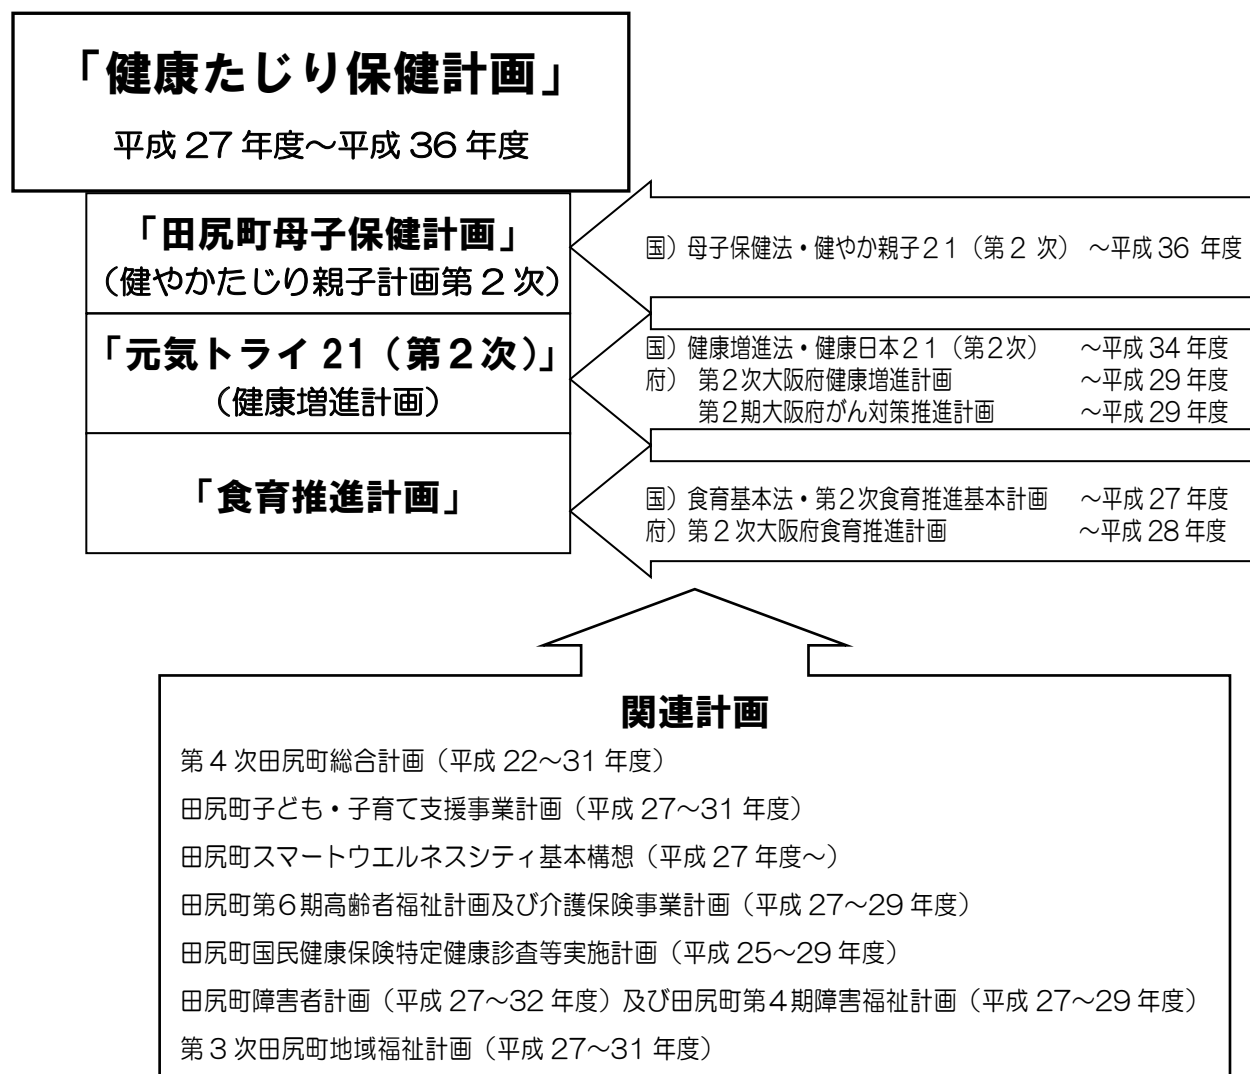 「健康たじり保健計画」
平成 27 年度～平成 36 年度
「田尻町母子保健計画」
（健やかたじり親子計画第 2 次）
国）母子保健法・健やか親子２１（第２ 次） ～平成 36 年度
「元気トライ 21（第２次）」
（健康増進計画）
国）健康増進法・健康日本２１（第２次） ～平成 34 年度
府） 第２次大阪府健康増進計画 ～平成 29 年度
第２期大阪府がん対策推進計画 ～平成 29 年度
「食育推進計画」
国）食育基本法・第２次食育推進基本計画 ～平成 27 年度
府）第２次大阪府食育推進計画 ～平成 28 年度
関連計画
第 4 次田尻町総合計画（平成 22～31 年度）
田尻町子ども・子育て支援事業計画（平成 27～31 年度）
田尻町スマートウエルネスシティ基本構想（平成 27 年度～）
田尻町第６期高齢者福祉計画及び介護保険事業計画（平成 27～29 年度）
田尻町国民健康保険特定健康診査等実施計画（平成 25～29 年度）
田尻町障害者計画（平成 27～32 年度）及び田尻町第４期障害福祉計画（平成 27～29 年度）
第 3 次田尻町地域福祉計画（平成 27～31 年度）